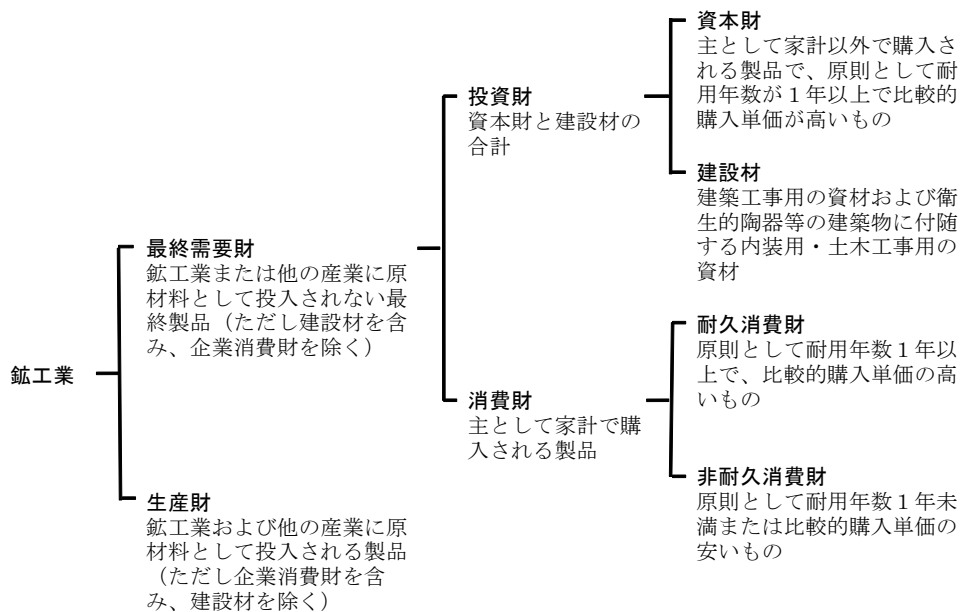 鉱工業
最終需要財
鉱工業または他の産業に原
材料として投入されない最
終製品（ただし建設材を含
み、企業消費財を除く）
生産財
鉱工業および他の産業に原
材料として投入される製品
（ただし企業消費財を含
み、建設材を除く）
投資財
資本財と建設材の
合計
消費財
主として家計で購
入される製品
資本財
主として家計以外で購入さ
れる製品で、原則として耐
用年数が１年以上で比較的
購入単価が高いもの
建設材
建築工事用の資材および衛
生的陶器等の建築物に付随
する内装用・土木工事用の
資材
耐久消費財
原則として耐用年数１年以
上で、比較的購入単価の高
いもの
非耐久消費財
原則として耐用年数１年未
満または比較的購入単価の
安いもの